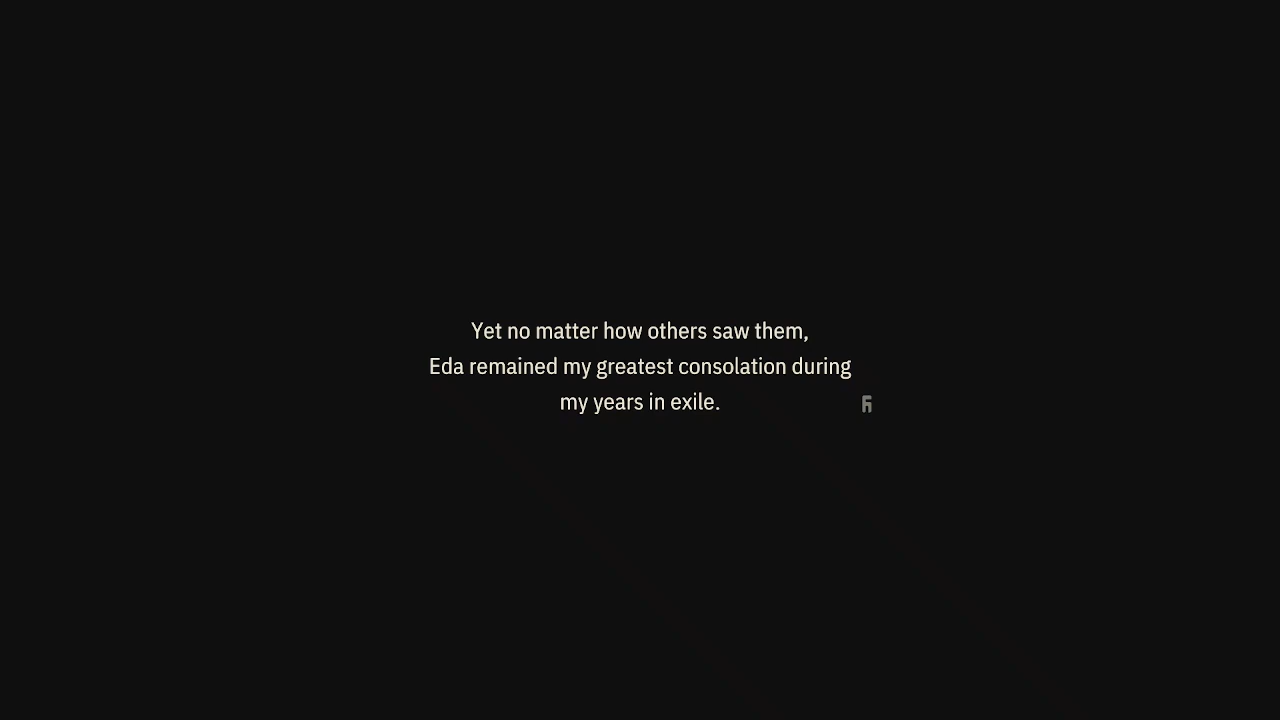 Yet no matter how others saw them,
Eda remained my greatest consolation during
my years in exile.